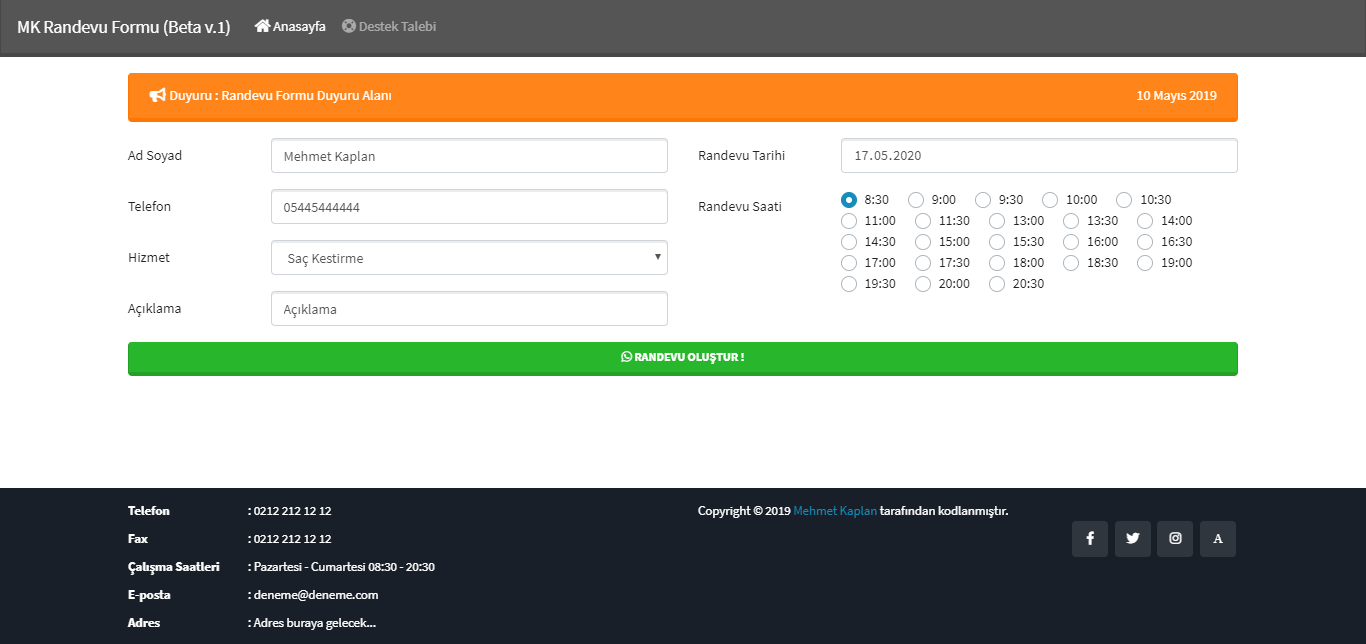 MK Randevu Formu (Beta v.1) Anasayfa Destek Talebi
Duyuru : Randevu Formu Duyuru Alanı 10 Mayıs 2019
Ad Soyad Mehmet Kaplan
Telefon 05445444444
Hizmet Saç Kestirme
Açıklama Açıklama
Randevu Tarihi 17.05.2020
Randevu Saati 8:30 9:00 9:30 10:00 10:30
11:00 11:30 13:00 13:30 14:00
14:30 15:00 15:30 16:00 16:30
17:00 17:30 18:00 18:30 19:00
19:30 20:00 20:30
RANDEVU OLUŞTUR !
Telefon : 0212 212 12 12
Fax : 0212 212 12 12
Çalışma Saatleri : Pazartesi - Cumartesi 08:30 - 20:30
E-posta : deneme@deneme.com
Adres : Adres buraya gelecek...
Copyright © 2019 Mehmet Kaplan tarafından kodlanmıştır.
A